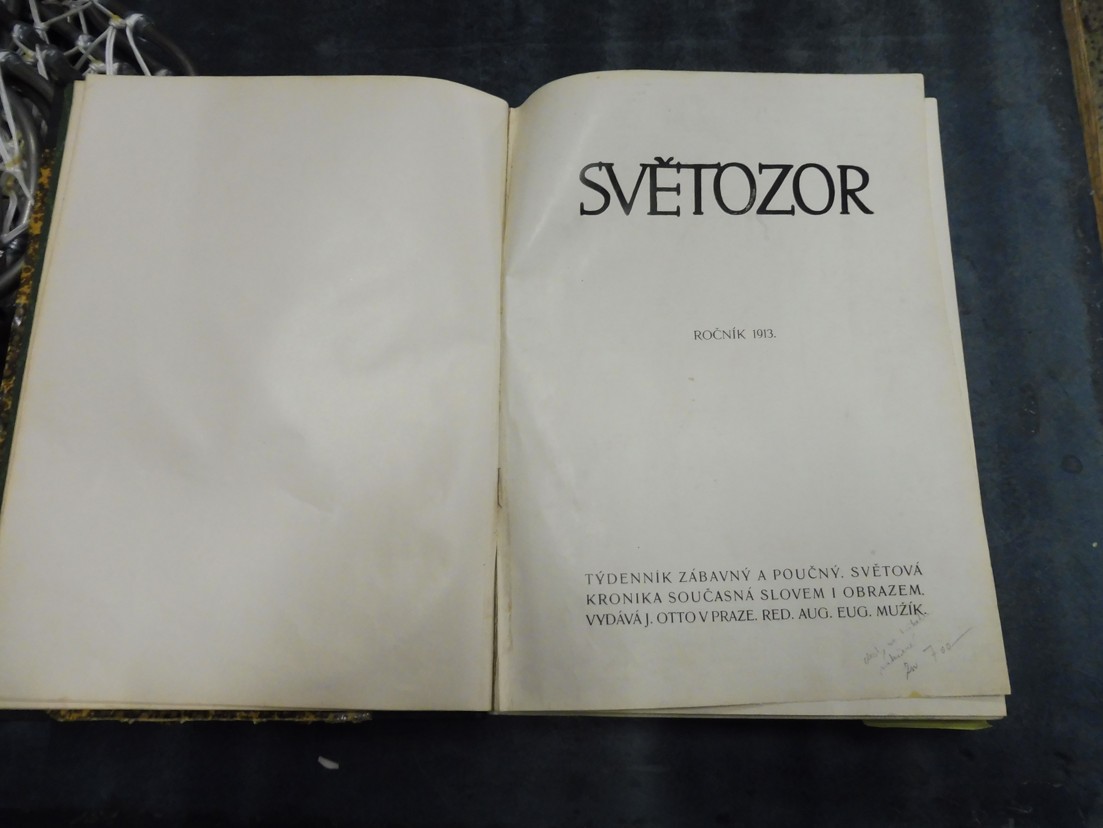 SVĚTOZOR
ROČNÍK 1913.
TÝDENNÍK ZÁBAVNÝ A POUČNÝ. SVĚTOVÁ
KRONIKA SOUČASNÁ SLOVEM I OBRAZEM.
VYDÁVÁ J. OTTO V PRAZE. RED. AUG. EUG. MUŽÍK.